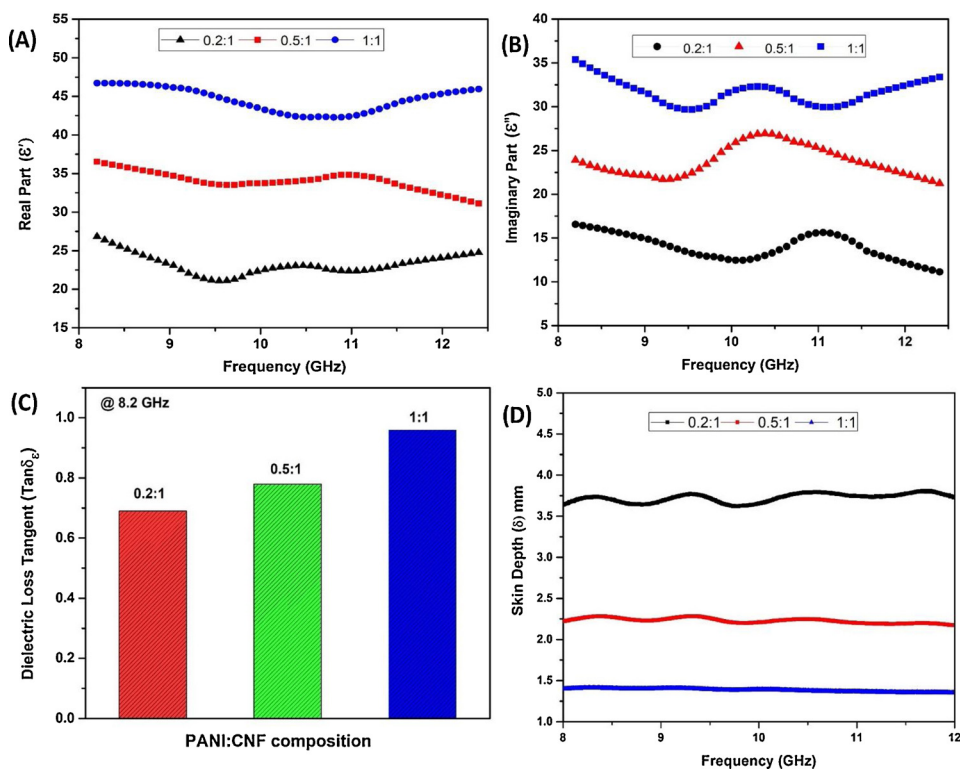 (A)
0.2:1 0.5:1 1:1
Real Part (ε')
55
50
45
40
35
30
25
20
15
8 9 10 11 12
Frequency (GHz)
(B)
0.2:1 0.5:1 1:1
Imaginary Part (ε")
45
40
35
30
25
20
15
10
5
8 9 10 11 12
Frequency (GHz)
(C)
@ 8.2 GHz
Dielectric Loss Tangent (Tanδε)
1.0
0.8
0.6
0.4
0.2
0.0
0.2:1
0.5:1
1:1
PANI:CNF composition
(D)
0.2:1 0.5:1 1:1
Skin Depth (δ) mm
5.0
4.5
4.0
3.5
3.0
2.5
2.0
1.5
1.0
8 9 10 11 12
Frequency (GHz)